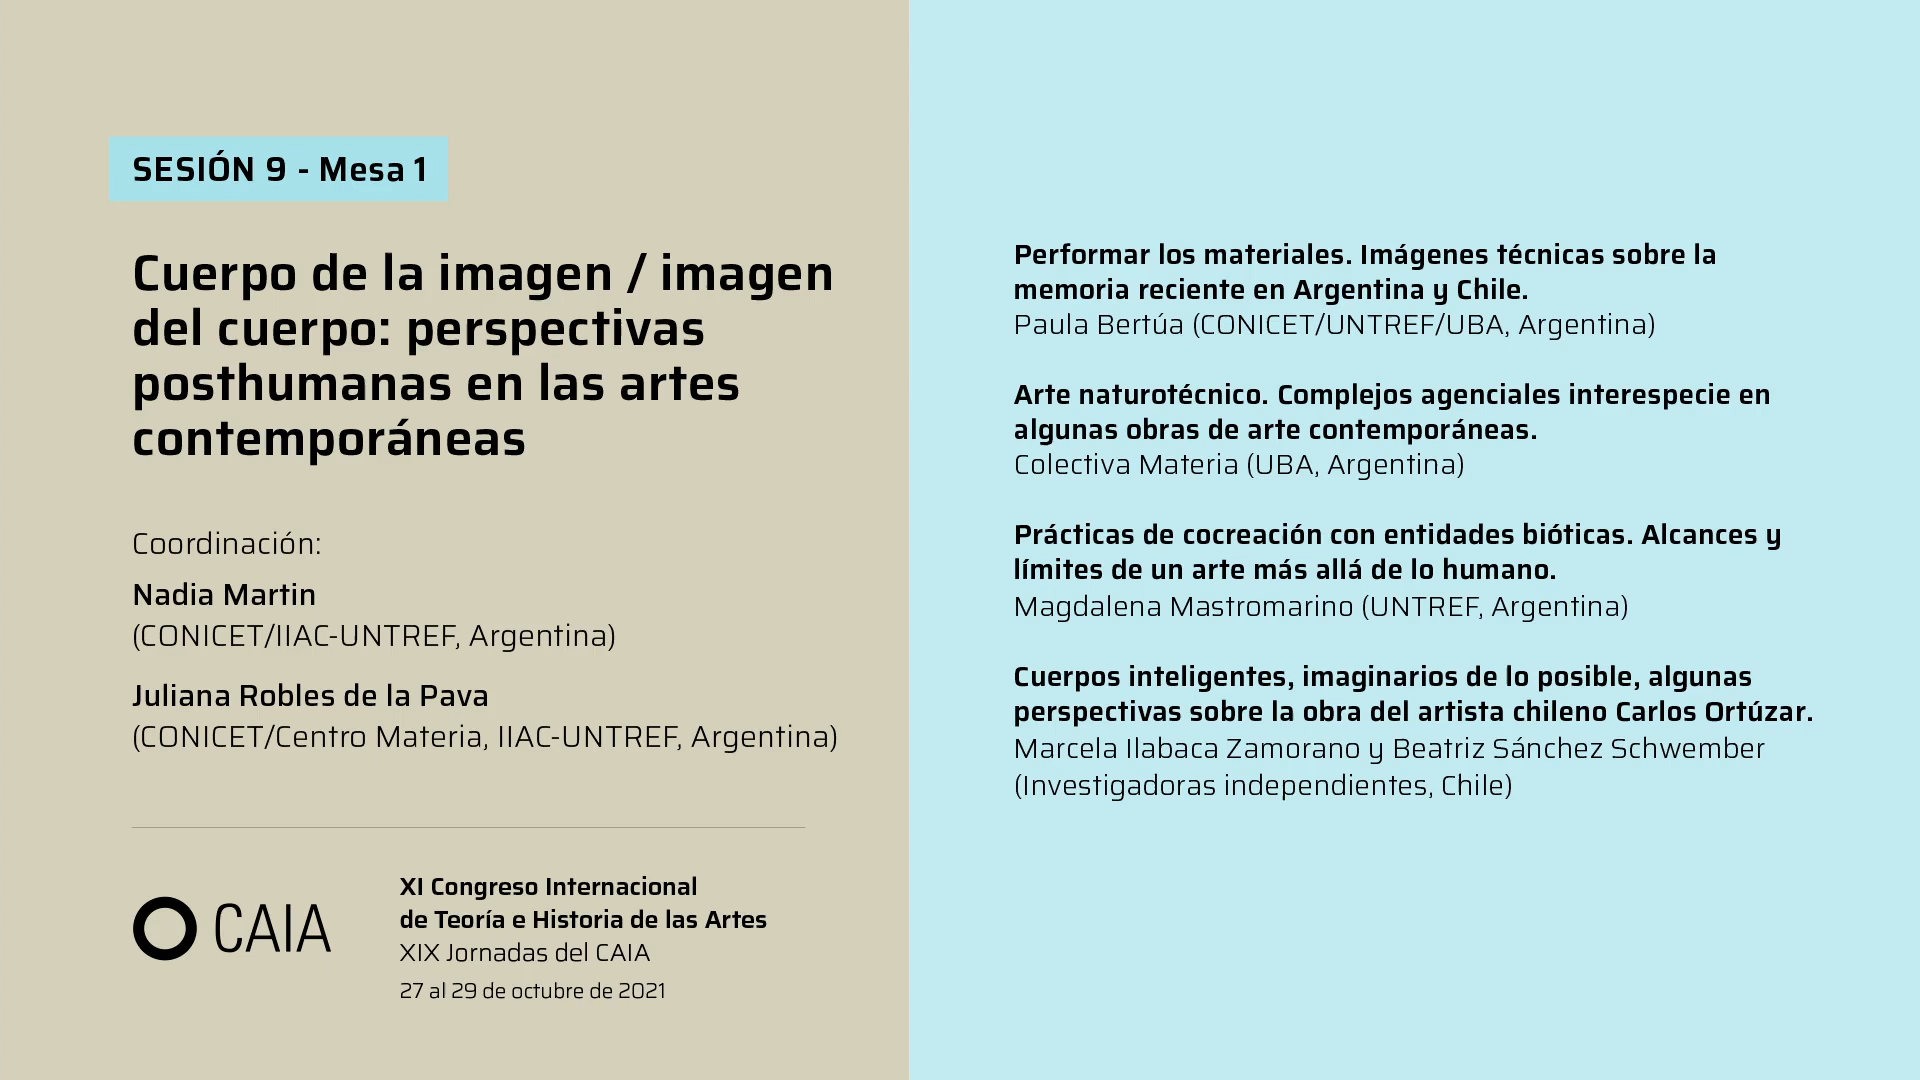 SESIÓN 9 - Mesa 1
Cuerpo de la imagen / imagen
del cuerpo: perspectivas
posthumanas en las artes
contemporáneas
Coordinación:
Nadia Martin
(CONICET/IIAC-UNTREF, Argentina)
Juliana Robles de la Pava
(CONICET/Centro Materia, IIAC-UNTREF, Argentina)
CAIA
XI Congreso Internacional
de Teoría e Historia de las Artes
XIX Jornadas del CAIA
27 al 29 de octubre de 2021
Performar los materiales. Imágenes técnicas sobre la
memoria reciente en Argentina y Chile.
Paula Bertúa (CONICET/UNTREF/UBA, Argentina)
Arte naturotécnico. Complejos agenciales interespecie en
algunas obras de arte contemporáneas.
Colectiva Materia (UBA, Argentina)
Prácticas de cocreación con entidades bióticas. Alcances y
límites de un arte más allá de lo humano.
Magdalena Mastromarino (UNTREF, Argentina)
Cuerpos inteligentes, imaginarios de lo posible, algunas
perspectivas sobre la obra del artista chileno Carlos Ortúzar.
Marcela Ilabaca Zamorano y Beatriz Sánchez Schwember
(Investigadoras independientes, Chile)